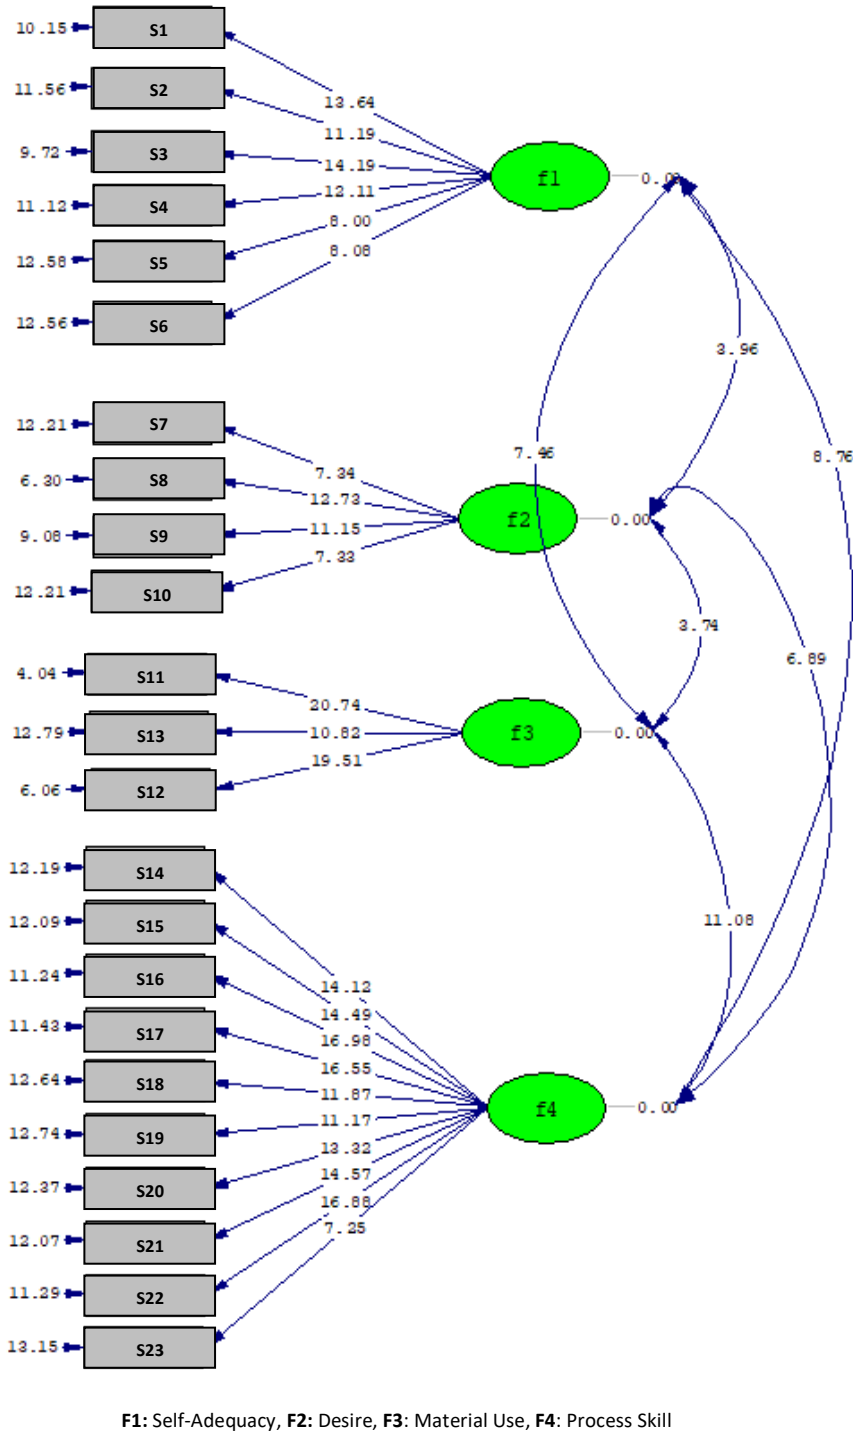 10.15 S1
11.56 S2
13.64
11.19
9.72 S3
14.19
f1 0.00
12.11
11.12 S4
8.00
12.58 S5
8.08
12.56 S6
3.96
12.21 S7
7.46
8.76
7.34
6.30 S8
12.73
f2 0.00
11.15
9.08 S9
7.33
12.21 S10
3.74
6.89
4.04 S11
20.74
12.79 S13
10.82
f3 0.00
19.51
6.06 S12
12.19 S14
12.09 S15
11.08
11.24 S16
14.12
14.49
11.43 S17
16.98
16.55
12.64 S18
11.87
f4 0.00
11.17
12.74 S19
13.32
14.57
12.37 S20
16.88
7.25
12.07 S21
11.29 S22
13.15 S23
F1: Self-Adequacy, F2: Desire, F3: Material Use, F4: Process Skill